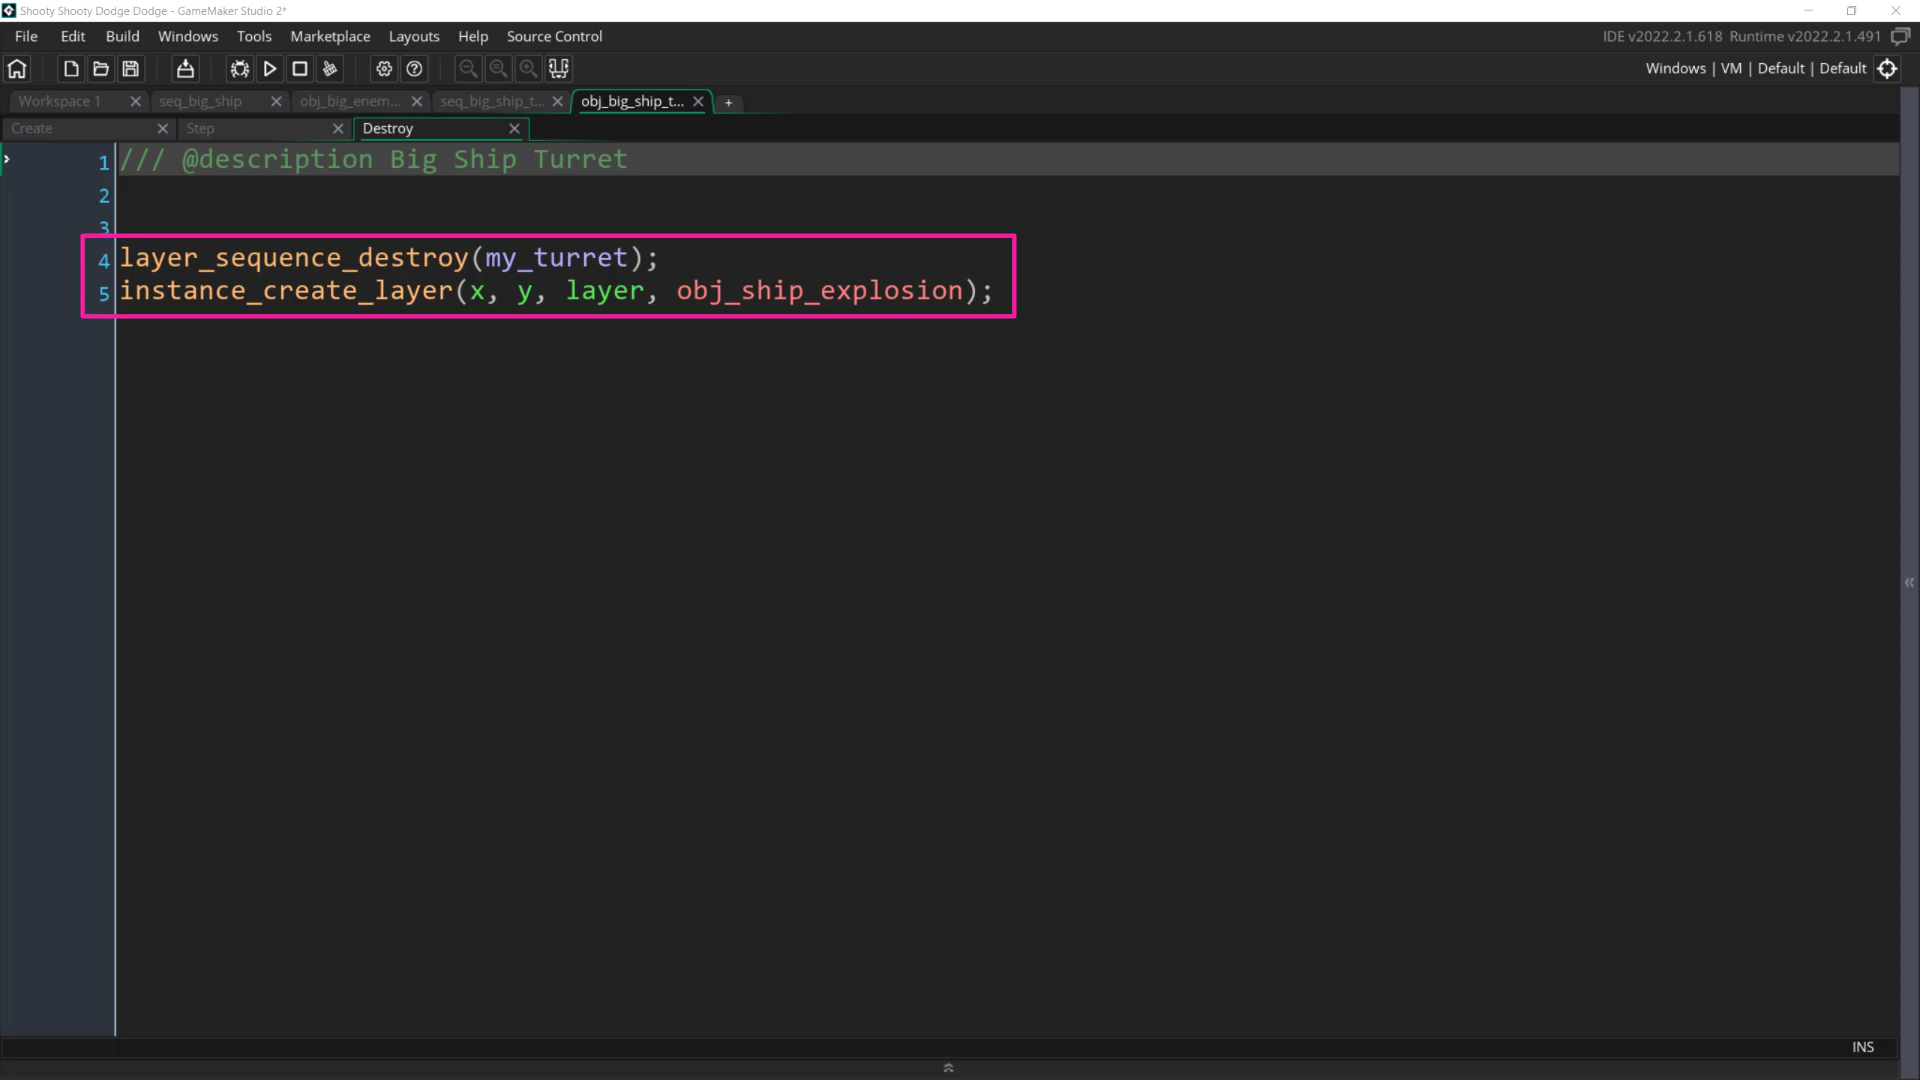 Shooty Shooty Dodge Dodge - GameMaker Studio 2*
File Edit Build Windows Tools Marketplace Layouts Help Source Control
IDE v2022.2.1.618 Runtime v2022.2.1.491
Windows | VM | Default | Default
Workspace 1 seq_big_ship obj_big_enem... seq_big_ship_t... obj_big_ship_t... +
Create Step Destroy
1 /// @description Big Ship Turret
2
3
4 layer_sequence_destroy(my_turret);
5 instance_create_layer(x, y, layer, obj_ship_explosion);
INS